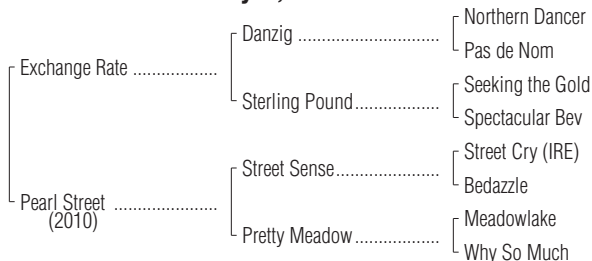 Northern Dancer
Danzig ................................
Pas de Nom
Exchange Rate ...................
Seeking the Gold
Sterling Pound...................
Spectacular Bev
Street Cry (IRE)
Street Sense.......................
Bedazzle
Pearl Street .......................
(2010)
Meadowlake
Pretty Meadow...................
Why So Much